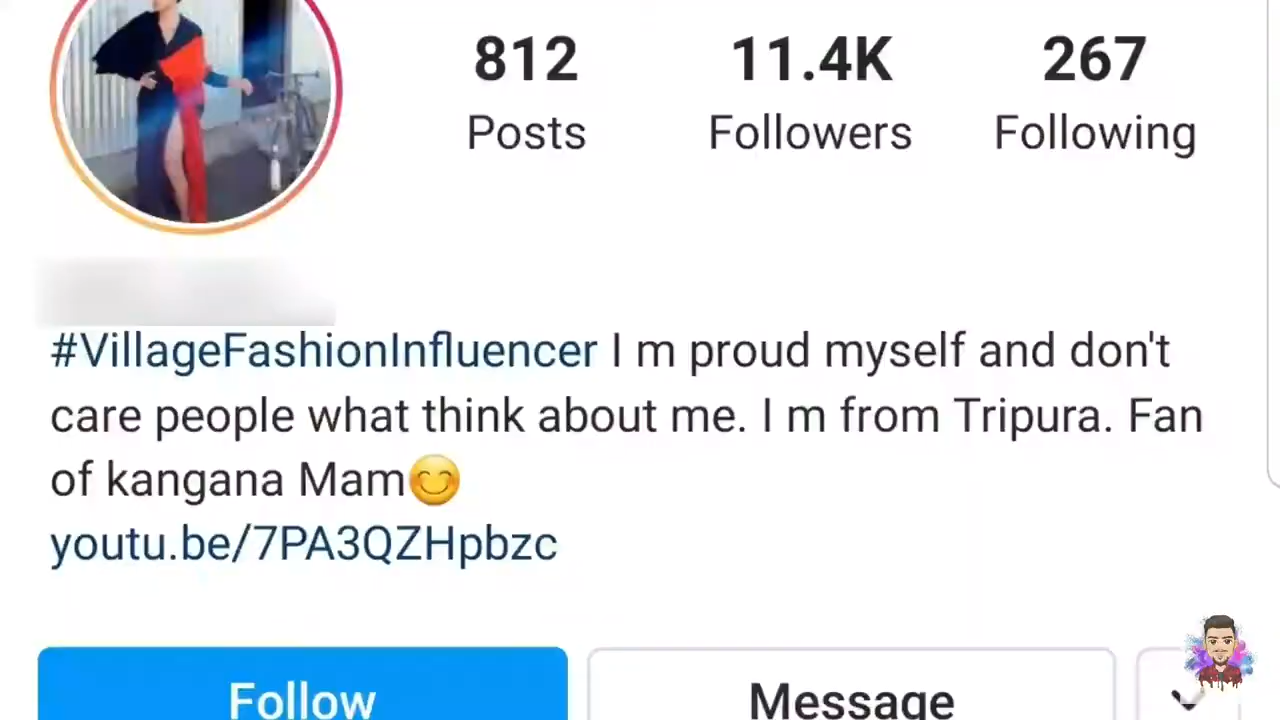 812 11.4K 267
Posts Followers Following
#VillageFashionInfluencer I m proud myself and don't
care people what think about me. I m from Tripura. Fan
of kangana Mam😊
youtu.be/7PA3QZHpbzc
Follow Message